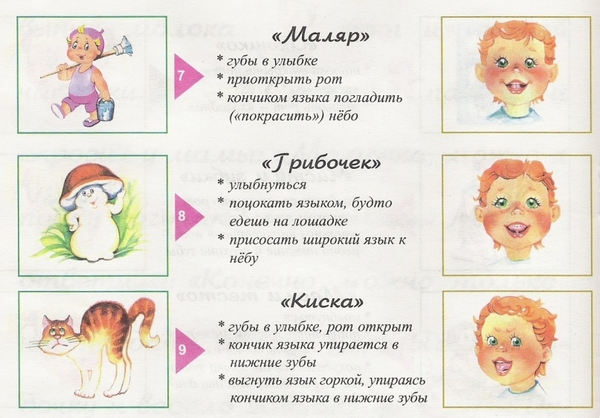 «Маляр»
7
* губы в улыбке
* приоткрыть рот
* кончиком языка погладить
(«покрасить») нёбо
«Грибочек»
8
* улыбнуться
* поцокать языком, будто
едешь на лошадке
* присосать широкий язык к
нёбу
«Киска»
9
* губы в улыбке, рот открыт
* кончик языка упирается в
нижние зубы
* выгнуть язык горкой, упираясь
кончиком языка в нижние зубы